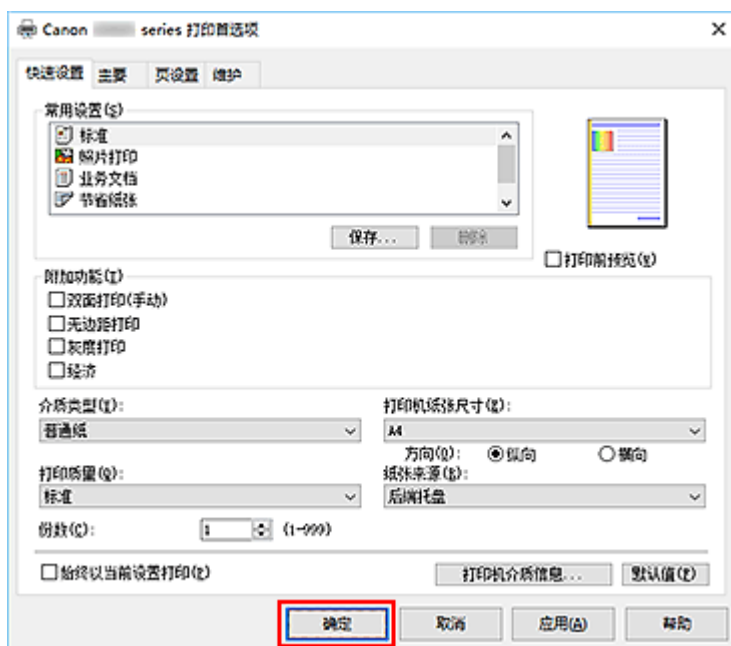 Canon series 打印首选项
快速设置 主要 页设置 维护
常用设置(S)
标准
照片打印
业务文档
节省纸张
保存... 删除
打印前预览(V)
附加功能(T)
双面打印(手动)
无边距打印
灰度打印
经济
介质类型(Y):
普通纸
打印机纸张尺寸(Z):
A4
方向(O): 纵向 横向
打印质量(Q):
标准
纸张来源(B):
后端托盘
份数(C): 1 (1-999)
始终以当前设置打印(R)
打印机介质信息... 默认值(F)
确定 取消 应用(A) 帮助